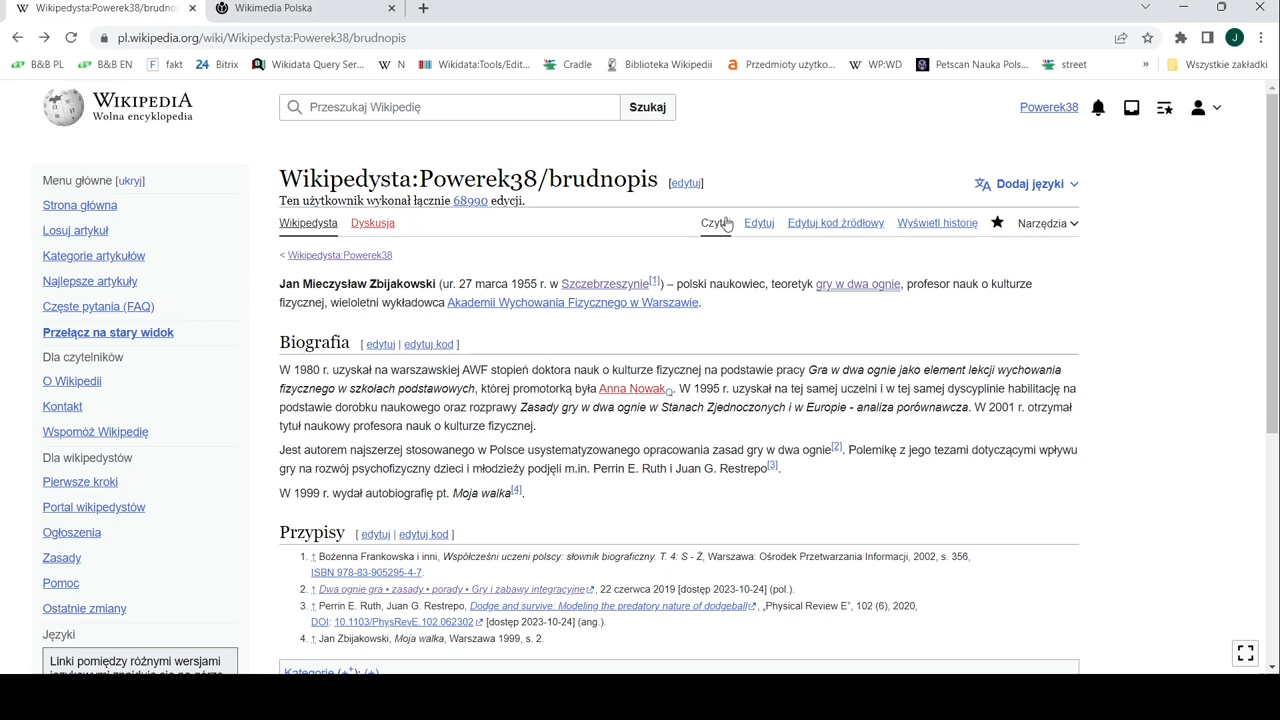 Wikipedysta:Powerek38/brudno
Wikimedia Polska
pl.wikipedia.org/wiki/Wikipedysta:Powerek38/brudnopis
J
B&B PL
B&B EN
fakt
24 Bitrix
Wikidata Query Ser...
N
Wikidata:Tools/Edit...
Cradle
Biblioteka Wikipedii
Przedmioty użytko...
WP:WD
Petscan Nauka Pols...
street
»
Wszystkie zakładki
WIKIPEDIA
Wolna encyklopedia
Przeszukaj Wikipedię
Szukaj
Powerek38
Menu główne [ukryj]
Strona główna
Losuj artykuł
Kategorie artykułów
Najlepsze artykuły
Częste pytania (FAQ)
Przełącz na stary widok
Dla czytelników
O Wikipedii
Kontakt
Wspomóż Wikipedię
Dla wikipedystów
Pierwsze kroki
Portal wikipedystów
Ogłoszenia
Zasady
Pomoc
Ostatnie zmiany
Języki
Linki pomiędzy różnymi wersjami
Wikipedysta:Powerek38/brudnopis [edytuj]
Dodaj języki
Ten użytkownik wykonał łącznie 68990 edycji.
Wikipedysta Dyskusja Czytaj Edytuj Edytuj kod źródłowy Wyświetl historię Narzędzia
< Wikipedysta:Powerek38
Jan Mieczysław Zbijakowski (ur. 27 marca 1955 r. w Szczebrzeszynie[1]) – polski naukowiec, teoretyk gry w dwa ognie, profesor nauk o kulturze
fizycznej, wieloletni wykładowca Akademii Wychowania Fizycznego w Warszawie.
Biografia [ edytuj | edytuj kod ]
W 1980 r. uzyskał na warszawskiej AWF stopień doktora nauk o kulturze fizycznej na podstawie pracy Gra w dwa ognie jako element lekcji wychowania
fizycznego w szkołach podstawowych, której promotorką była Anna Nowak. W 1995 r. uzyskał na tej samej uczelni i w tej samej dyscyplinie habilitację na
podstawie dorobku naukowego oraz rozprawy Zasady gry w dwa ognie w Stanach Zjednoczonych i w Europie - analiza porównawcza. W 2001 r. otrzymał
tytuł naukowy profesora nauk o kulturze fizycznej.
Jest autorem najszerzej stosowanego w Polsce usystematyzowanego opracowania zasad gry w dwa ognie[2]. Polemikę z jego tezami dotyczącymi wpływu
gry na rozwój psychofizyczny dzieci i młodzieży podjęli m.in. Perrin E. Ruth i Juan G. Restrepo[3].
W 1999 r. wydał autobiografię pt. Moja walka[4].
Przypisy [ edytuj | edytuj kod ]
1. ↑ Bożenna Frankowska i inni, Współcześni uczeni polscy: słownik biograficzny. T. 4: S - Ż, Warszawa: Ośrodek Przetwarzania Informacji, 2002, s. 356,
ISBN 978-83-905295-4-7.
2. ↑ Dwa ognie gra • zasady • porady • Gry i zabawy integracyjne, 22 czerwca 2019 [dostęp 2023-10-24] (pol.).
3. ↑ Perrin E. Ruth, Juan G. Restrepo, Dodge and survive: Modeling the predatory nature of dodgeball, „Physical Review E”, 102 (6), 2020,
DOI: 10.1103/PhysRevE.102.062302 [dostęp 2023-10-24] (ang.).
4. ↑ Jan Zbijakowski, Moja walka, Warszawa 1999, s. 2.
Kategorie (++): (+)